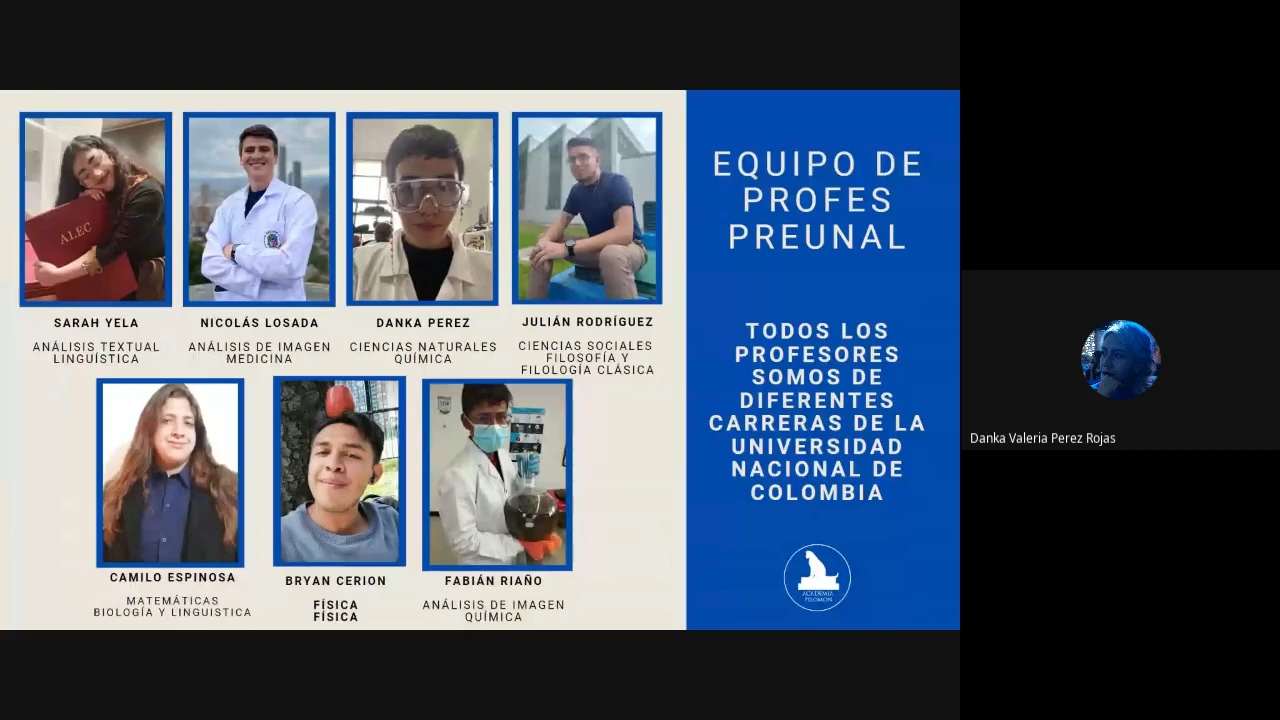 ALEC
SARAH YELA
ANÁLISIS TEXTUAL
LINGUÍSTICA
NICOLÁS LOSADA
ANÁLISIS DE IMAGEN
MEDICINA
DANKA PEREZ
CIENCIAS NATURALES
QUÍMICA
JULIÁN RODRÍGUEZ
CIENCIAS SOCIALES
FILOSOFÍA Y
FILOLOGÍA CLÁSICA
CAMILO ESPINOSA
MATEMÁTICAS
BIOLOGÍA Y LINGUISTICA
BRYAN CERION
FÍSICA
FÍSICA
FABIÁN RIAÑO
ANÁLISIS DE IMAGEN
QUÍMICA
EQUIPO DE
PROFES
PREUNAL
TODOS LOS
PROFESORES
SOMOS DE
DIFERENTES
CARRERAS DE LA
UNIVERSIDAD
NACIONAL DE
COLOMBIA
ACADEMIA
FILOMON
Danka Valeria Perez Rojas